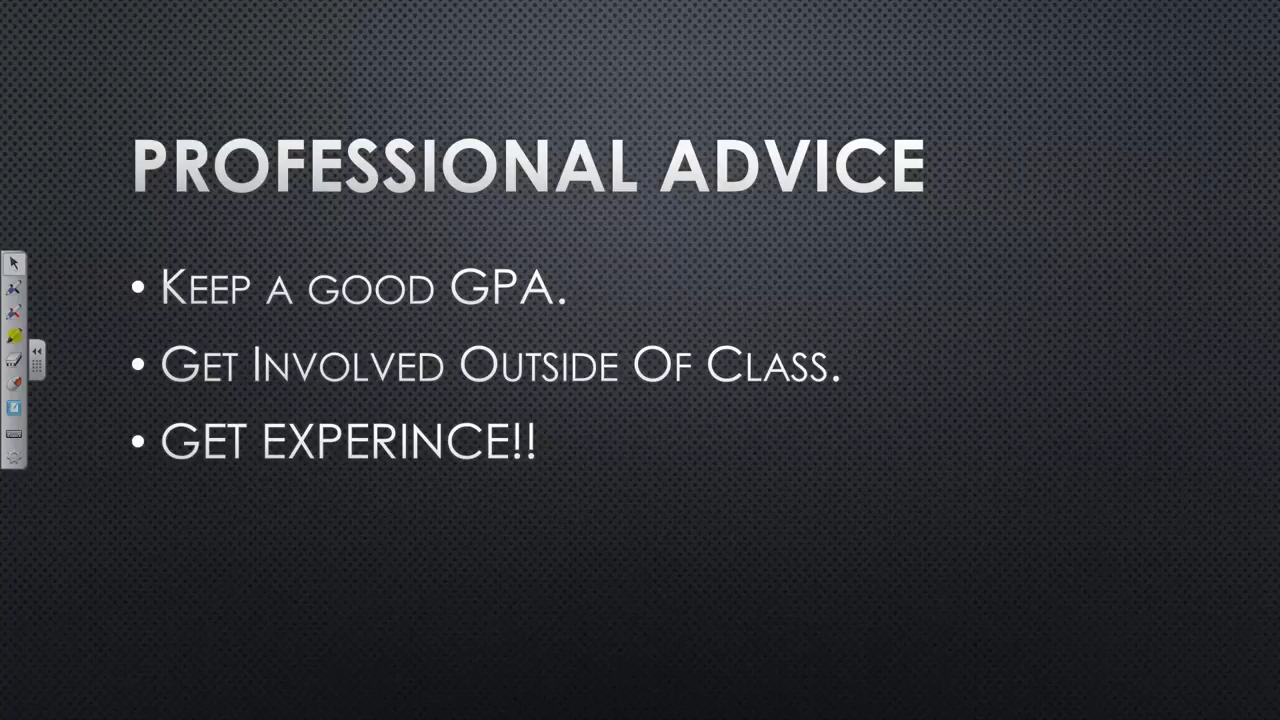 PROFESSIONAL ADVICE
• KEEP A GOOD GPA.
• GET INVOLVED OUTSIDE OF CLASS.
• GET EXPERINCE!!